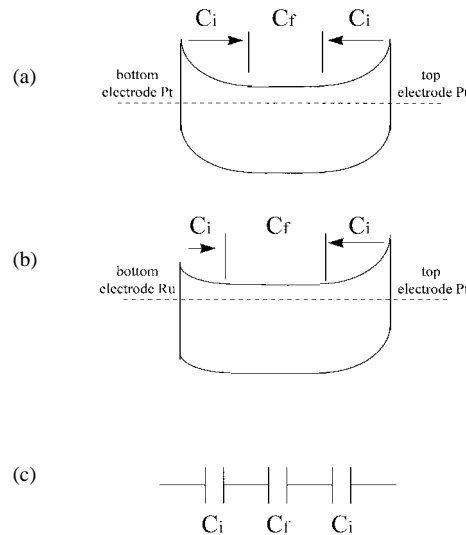 Ci Cf Ci
(a)
bottom
electrode Pt
top
electrode Pt
Ci Cf Ci
(b)
bottom
electrode Ru
top
electrode Pt
(c)
Ci Cf Ci